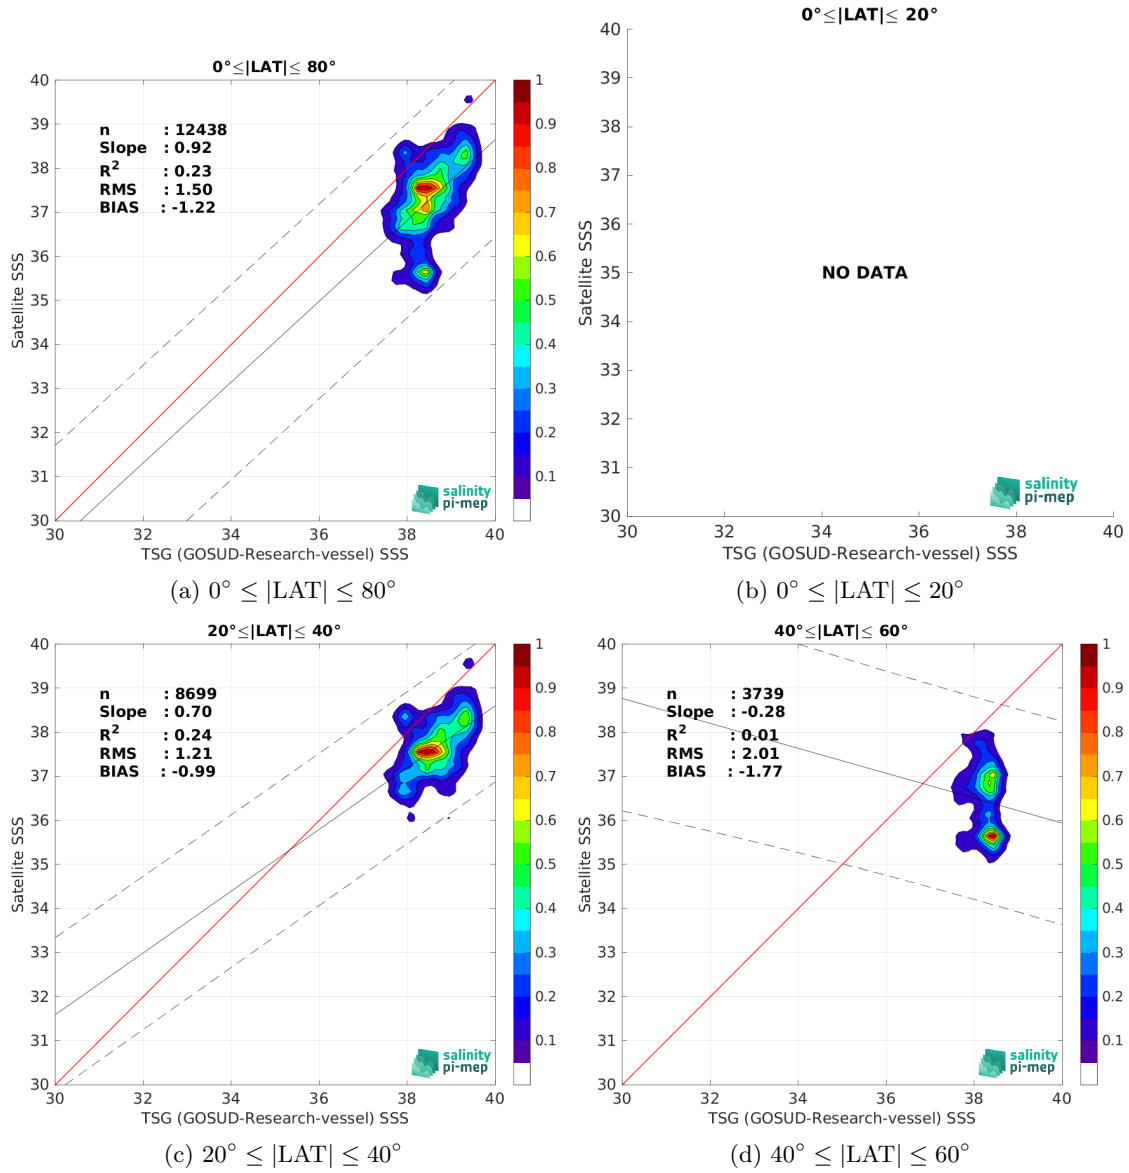 0°≤|LAT|≤ 80°
n : 12438
Slope : 0.92
R² : 0.23
RMS : 1.50
BIAS : -1.22
40
39
38
37
36
35
34
33
32
31
30
Satellite SSS
30 32 34 36 38 40
TSG (GOSUD-Research-vessel) SSS
1
0.9
0.8
0.7
0.6
0.5
0.4
0.3
0.2
0.1
salinity
pi-mep
(a) 0° ≤ |LAT| ≤ 80°
0°≤|LAT|≤ 20°
40
39
38
37
36
35
34
33
32
31
30
Satellite SSS
NO DATA
30 32 34 36 38 40
TSG (GOSUD-Research-vessel) SSS
salinity
pi-mep
(b) 0° ≤ |LAT| ≤ 20°
20°≤|LAT|≤ 40°
n : 8699
Slope : 0.70
R² : 0.24
RMS : 1.21
BIAS : -0.99
40
39
38
37
36
35
34
33
32
31
30
Satellite SSS
30 32 34 36 38 40
TSG (GOSUD-Research-vessel) SSS
1
0.9
0.8
0.7
0.6
0.5
0.4
0.3
0.2
0.1
salinity
pi-mep
(c) 20° ≤ |LAT| ≤ 40°
40°≤|LAT|≤ 60°
n : 3739
Slope : -0.28
R² : 0.01
RMS : 2.01
BIAS : -1.77
40
39
38
37
36
35
34
33
32
31
30
Satellite SSS
30 32 34 36 38 40
TSG (GOSUD-Research-vessel) SSS
1
0.9
0.8
0.7
0.6
0.5
0.4
0.3
0.2
0.1
salinity
pi-mep
(d) 40° ≤ |LAT| ≤ 60°